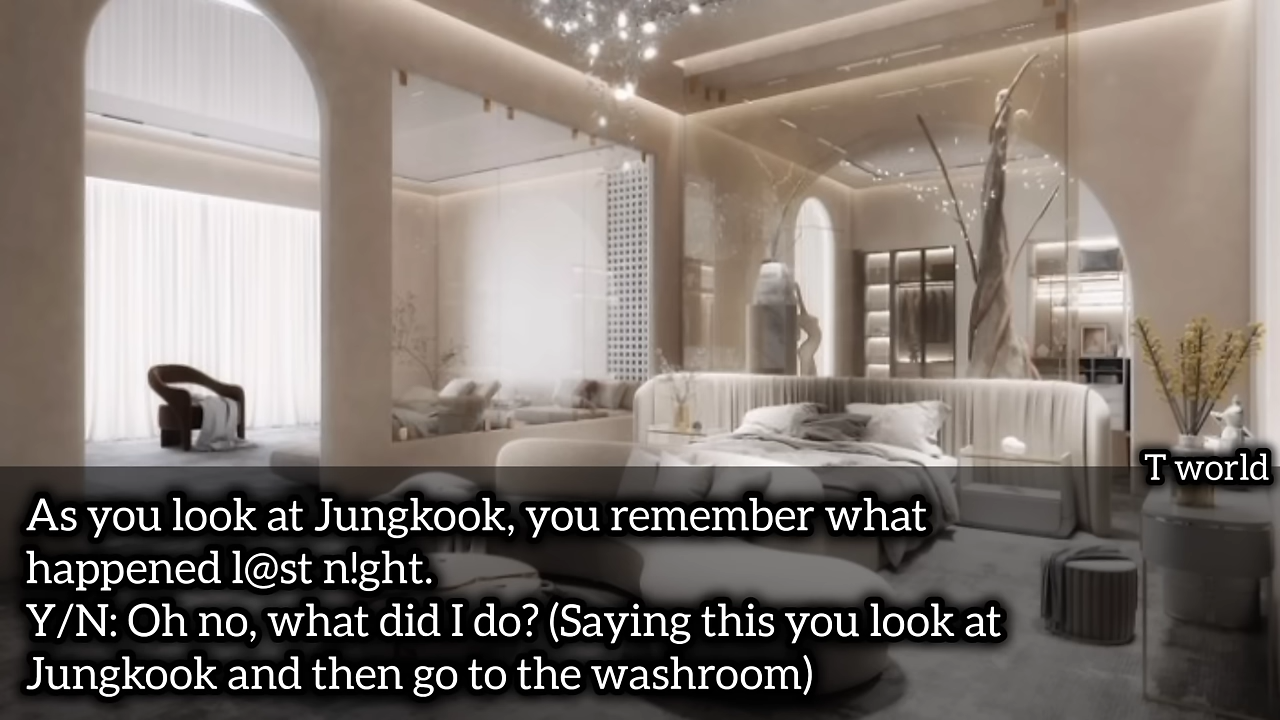 T world
As you look at Jungkook, you remember what
happened l@st n!ght.
Y/N: Oh no, what did I do? (Saying this you look at
Jungkook and then go to the washroom)